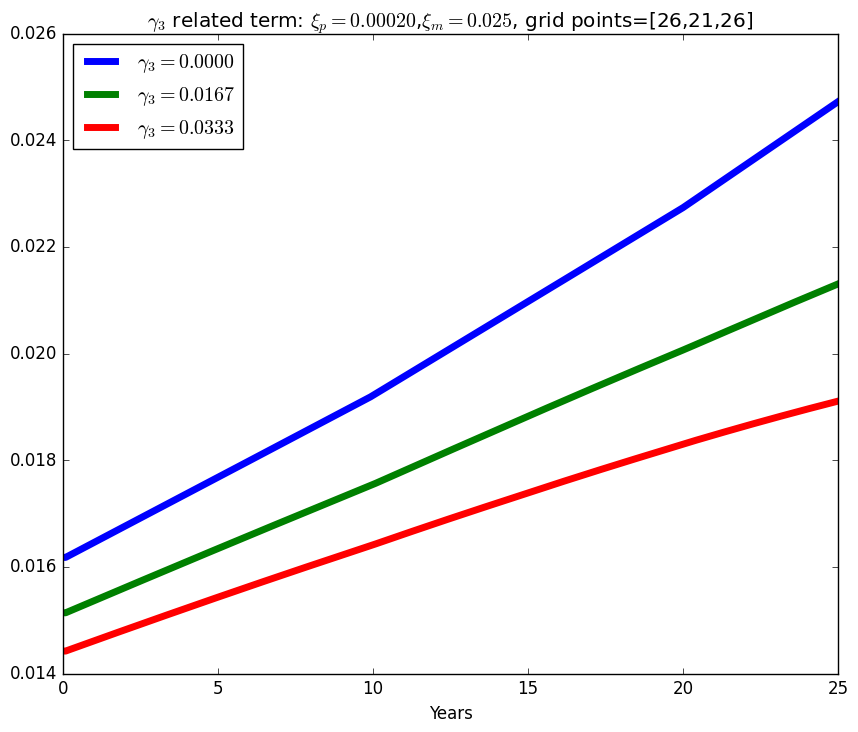 γ₃ related term: ξₚ = 0.00020,ξₘ = 0.025, grid points=[26,21,26]
0.026
γ₃ = 0.0000
γ₃ = 0.0167
γ₃ = 0.0333
0.024
0.022
0.020
0.018
0.016
0.014
0 5 10 15 20 25
Years